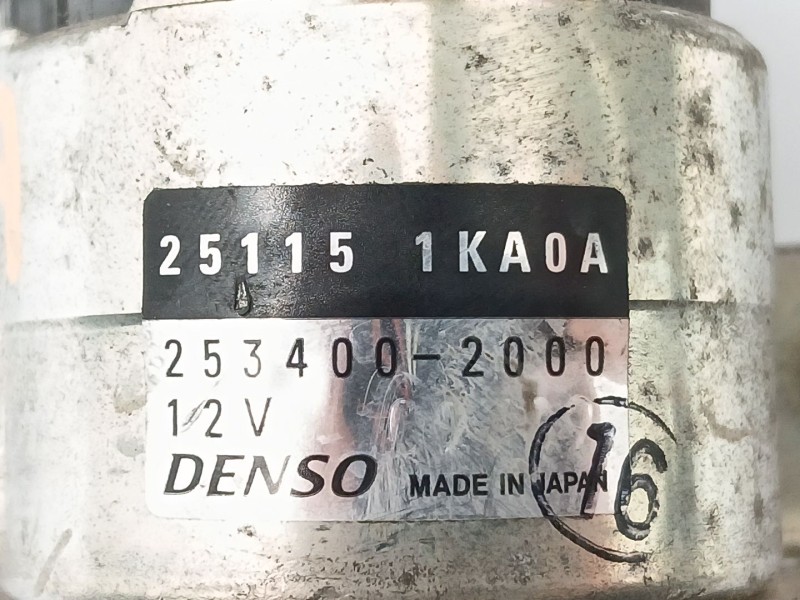 25115 1KA0A
253400-2000
12V
DENSO MADE IN JAPAN
16